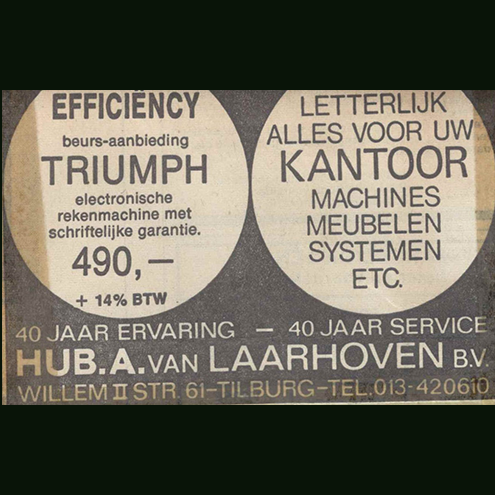 EFFICIËNCY
beurs-aanbieding
TRIUMPH
electronische
rekenmachine met
schriftelijke garantie.
490,—
+ 14% BTW
LETTERLIJK
ALLES VOOR UW
KANTOOR
MACHINES
MEUBELEN
SYSTEMEN
ETC.
40 JAAR ERVARING — 40 JAAR SERVICE
HUB.A. VAN LAARHOVEN B.V.
WILLEM II STR. 61-TILBURG-TEL.013-420610